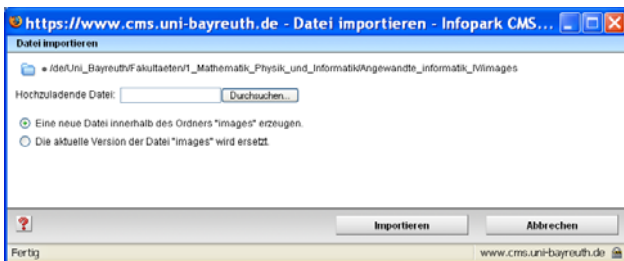 https://www.cms.uni-bayreuth.de - Datei importieren - Infopark CMS...
Datei importieren
/de/Uni_Bayreuth/Fakultaeten/1_Mathematik_Physik_und_Informatik/Angewandte_informatik_IV/images
Hochzuladende Datei: Durchsuchen...
Eine neue Datei innerhalb des Ordners "images" erzeugen.
Die aktuelle Version der Datei "images" wird ersetzt.
? Importieren Abbrechen
Fertig www.cms.uni-bayreuth.de